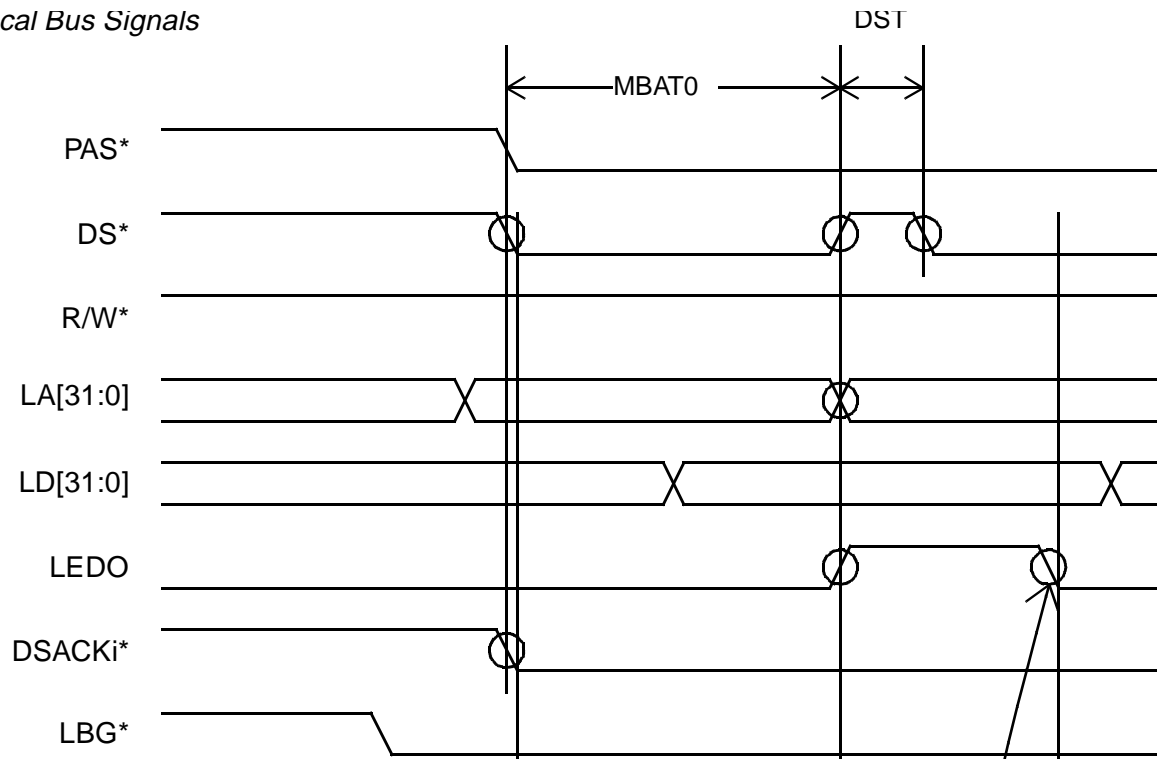 cal Bus Signals
DST
MBAT0
PAS*
DS*
R/W*
LA[31:0]
LD[31:0]
LEDO
DSACKi*
LBG*